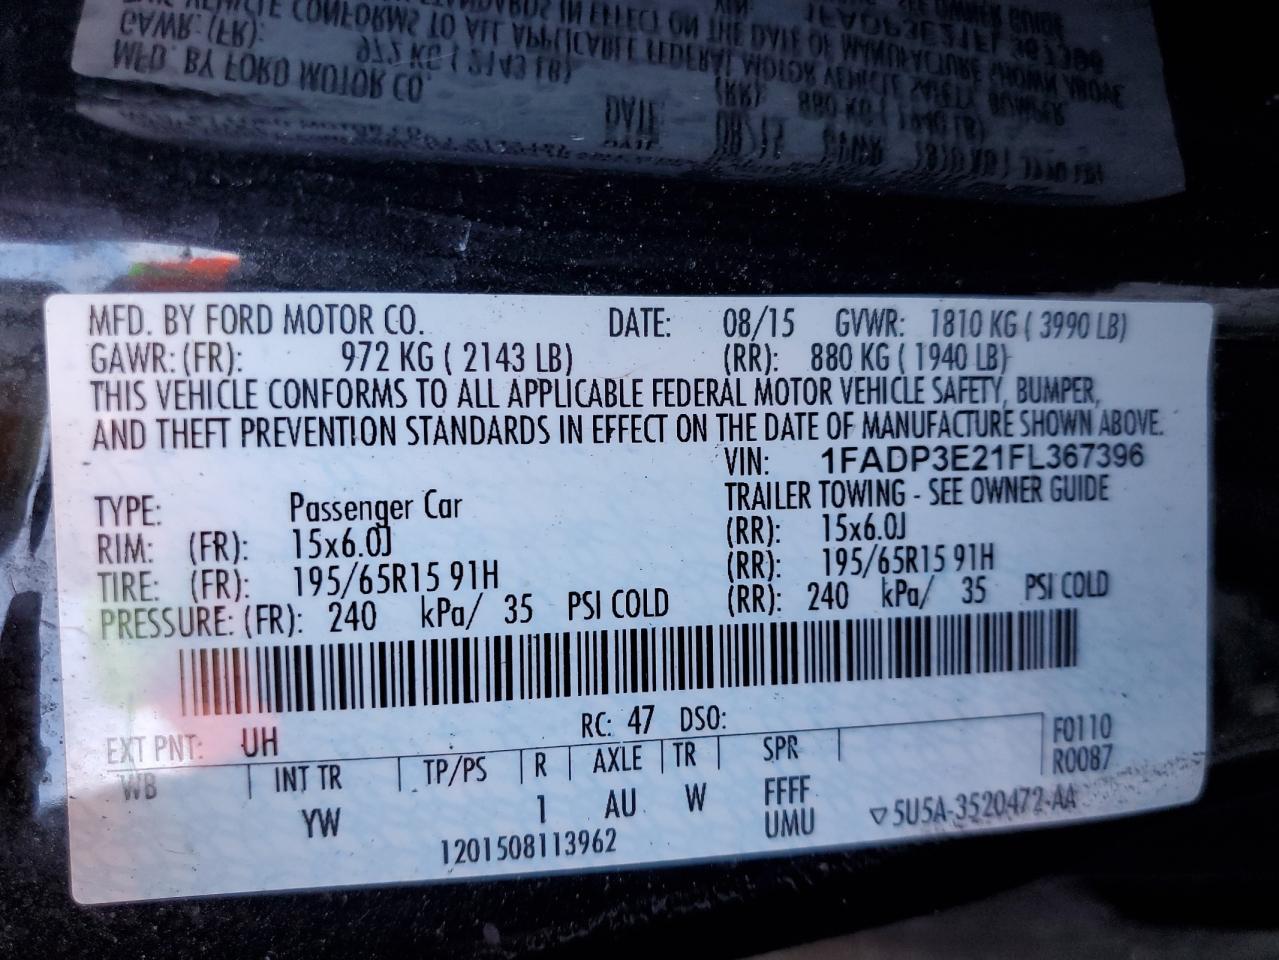 MFD. BY FORD MOTOR CO. DATE: 08/15 GVWR: 1810 KG ( 3990 LB)
GAWR: (FR): 972 KG ( 2143 LB) (RR): 880 KG ( 1940 LB)
THIS VEHICLE CONFORMS TO ALL APPLICABLE FEDERAL MOTOR VEHICLE SAFETY, BUMPER,
AND THEFT PREVENTION STANDARDS IN EFFECT ON THE DATE OF MANUFACTURE SHOWN ABOVE.
VIN: 1FADP3E21FL367396
TYPE: Passenger Car TRAILER TOWING - SEE OWNER GUIDE
RIM: (FR): 15x6.0J (RR): 15x6.0J
TIRE: (FR): 195/65R15 91H (RR): 195/65R15 91H
PRESSURE: (FR): 240 kPa/ 35 PSI COLD (RR): 240 kPa/ 35 PSI COLD
EXT PNT: UH RC: 47 DSO:
WB INT TR TP/PS R AXLE TR SPR F0110
R0087
YW 1 AU W FFFF
UMU ▽5U5A-3520472-AA
1201508113962